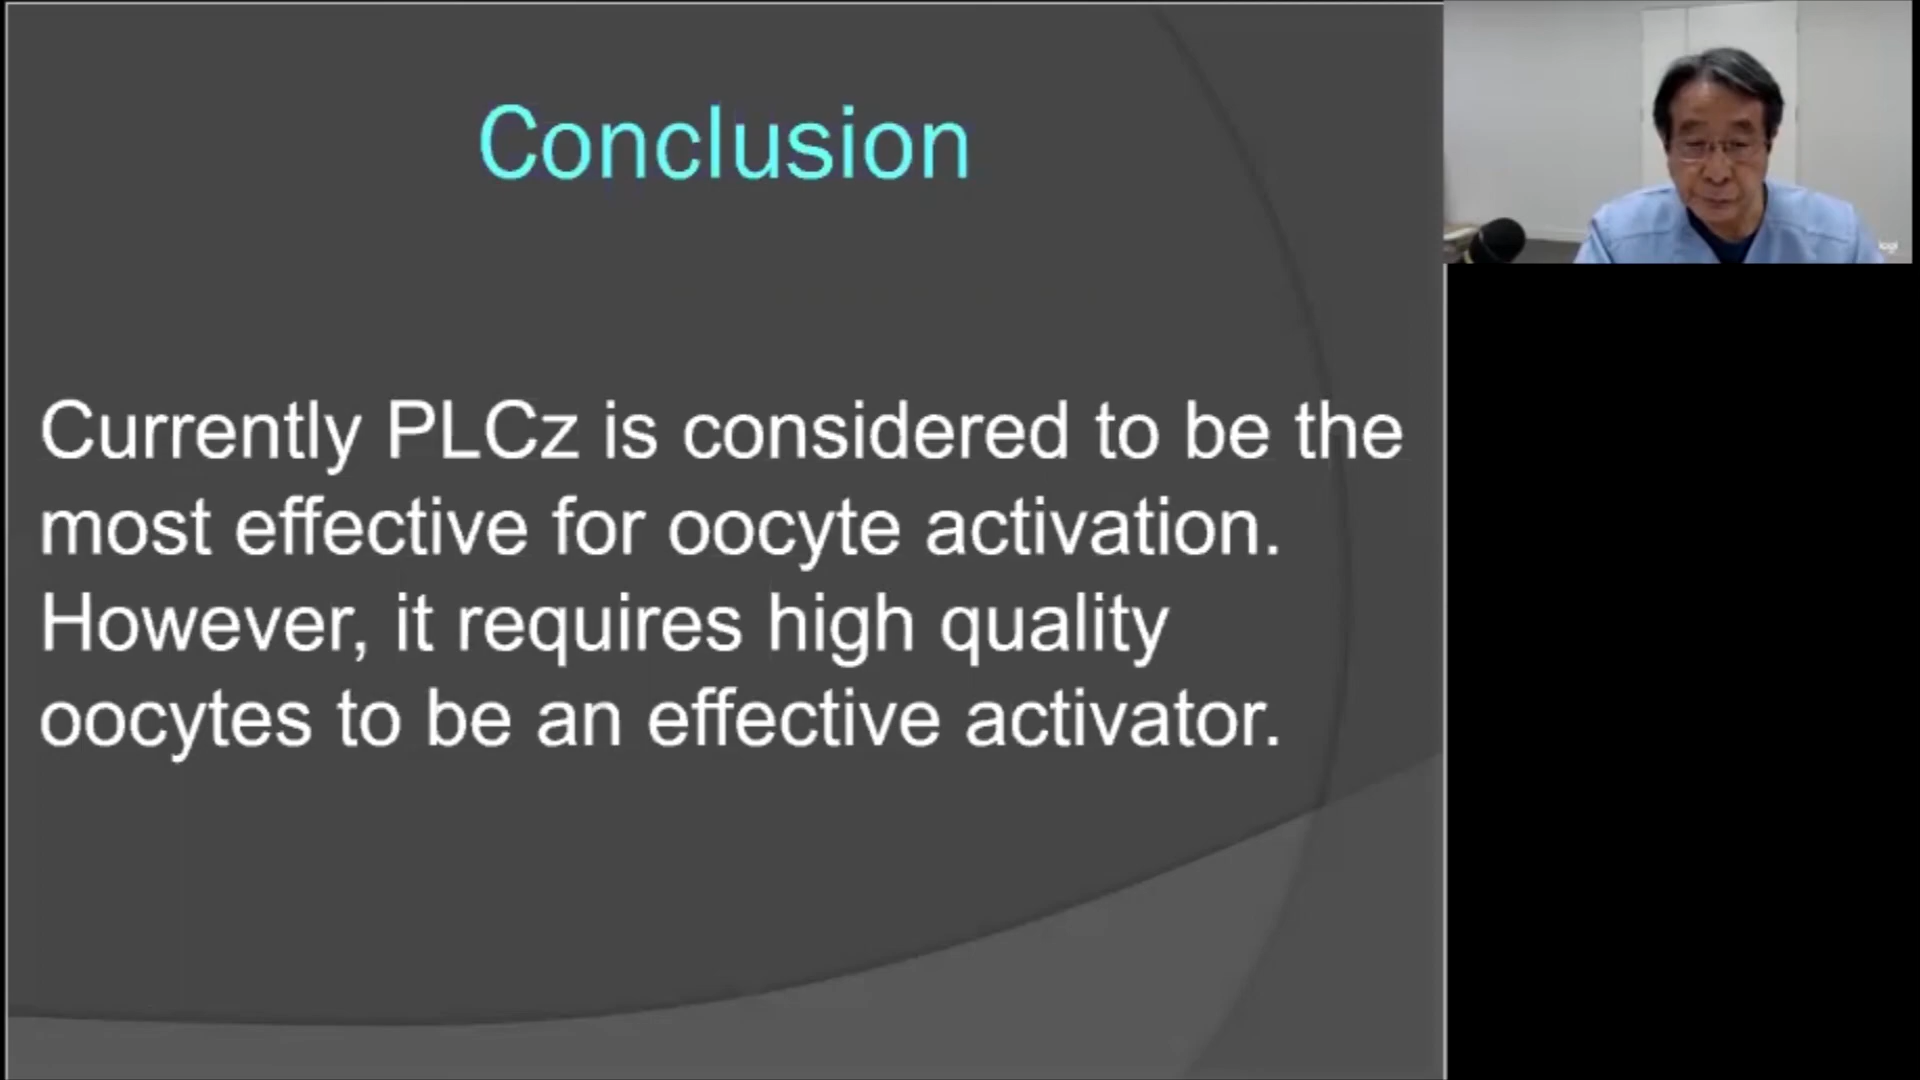 Conclusion
Currently PLCz is considered to be the
most effective for oocyte activation.
However, it requires high quality
oocytes to be an effective activator.
logi